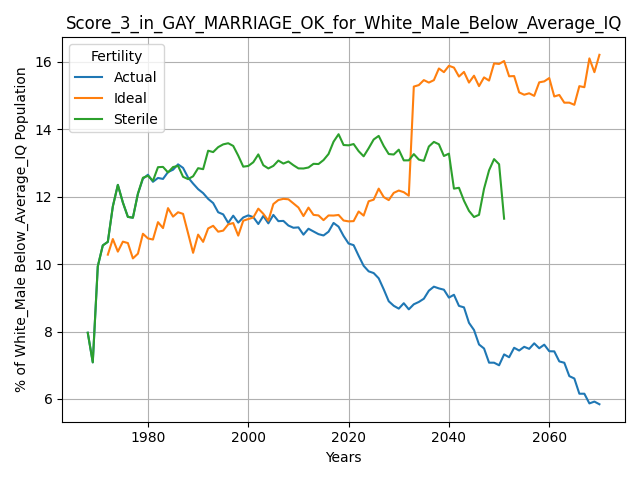 Score_3_in_GAY_MARRIAGE_OK_for_White_Male_Below_Average_IQ
Fertility
Actual
Ideal
Sterile
% of White_Male Below_Average_IQ Population
16
14
12
10
8
6
1980
2000
2020
2040
2060
Years